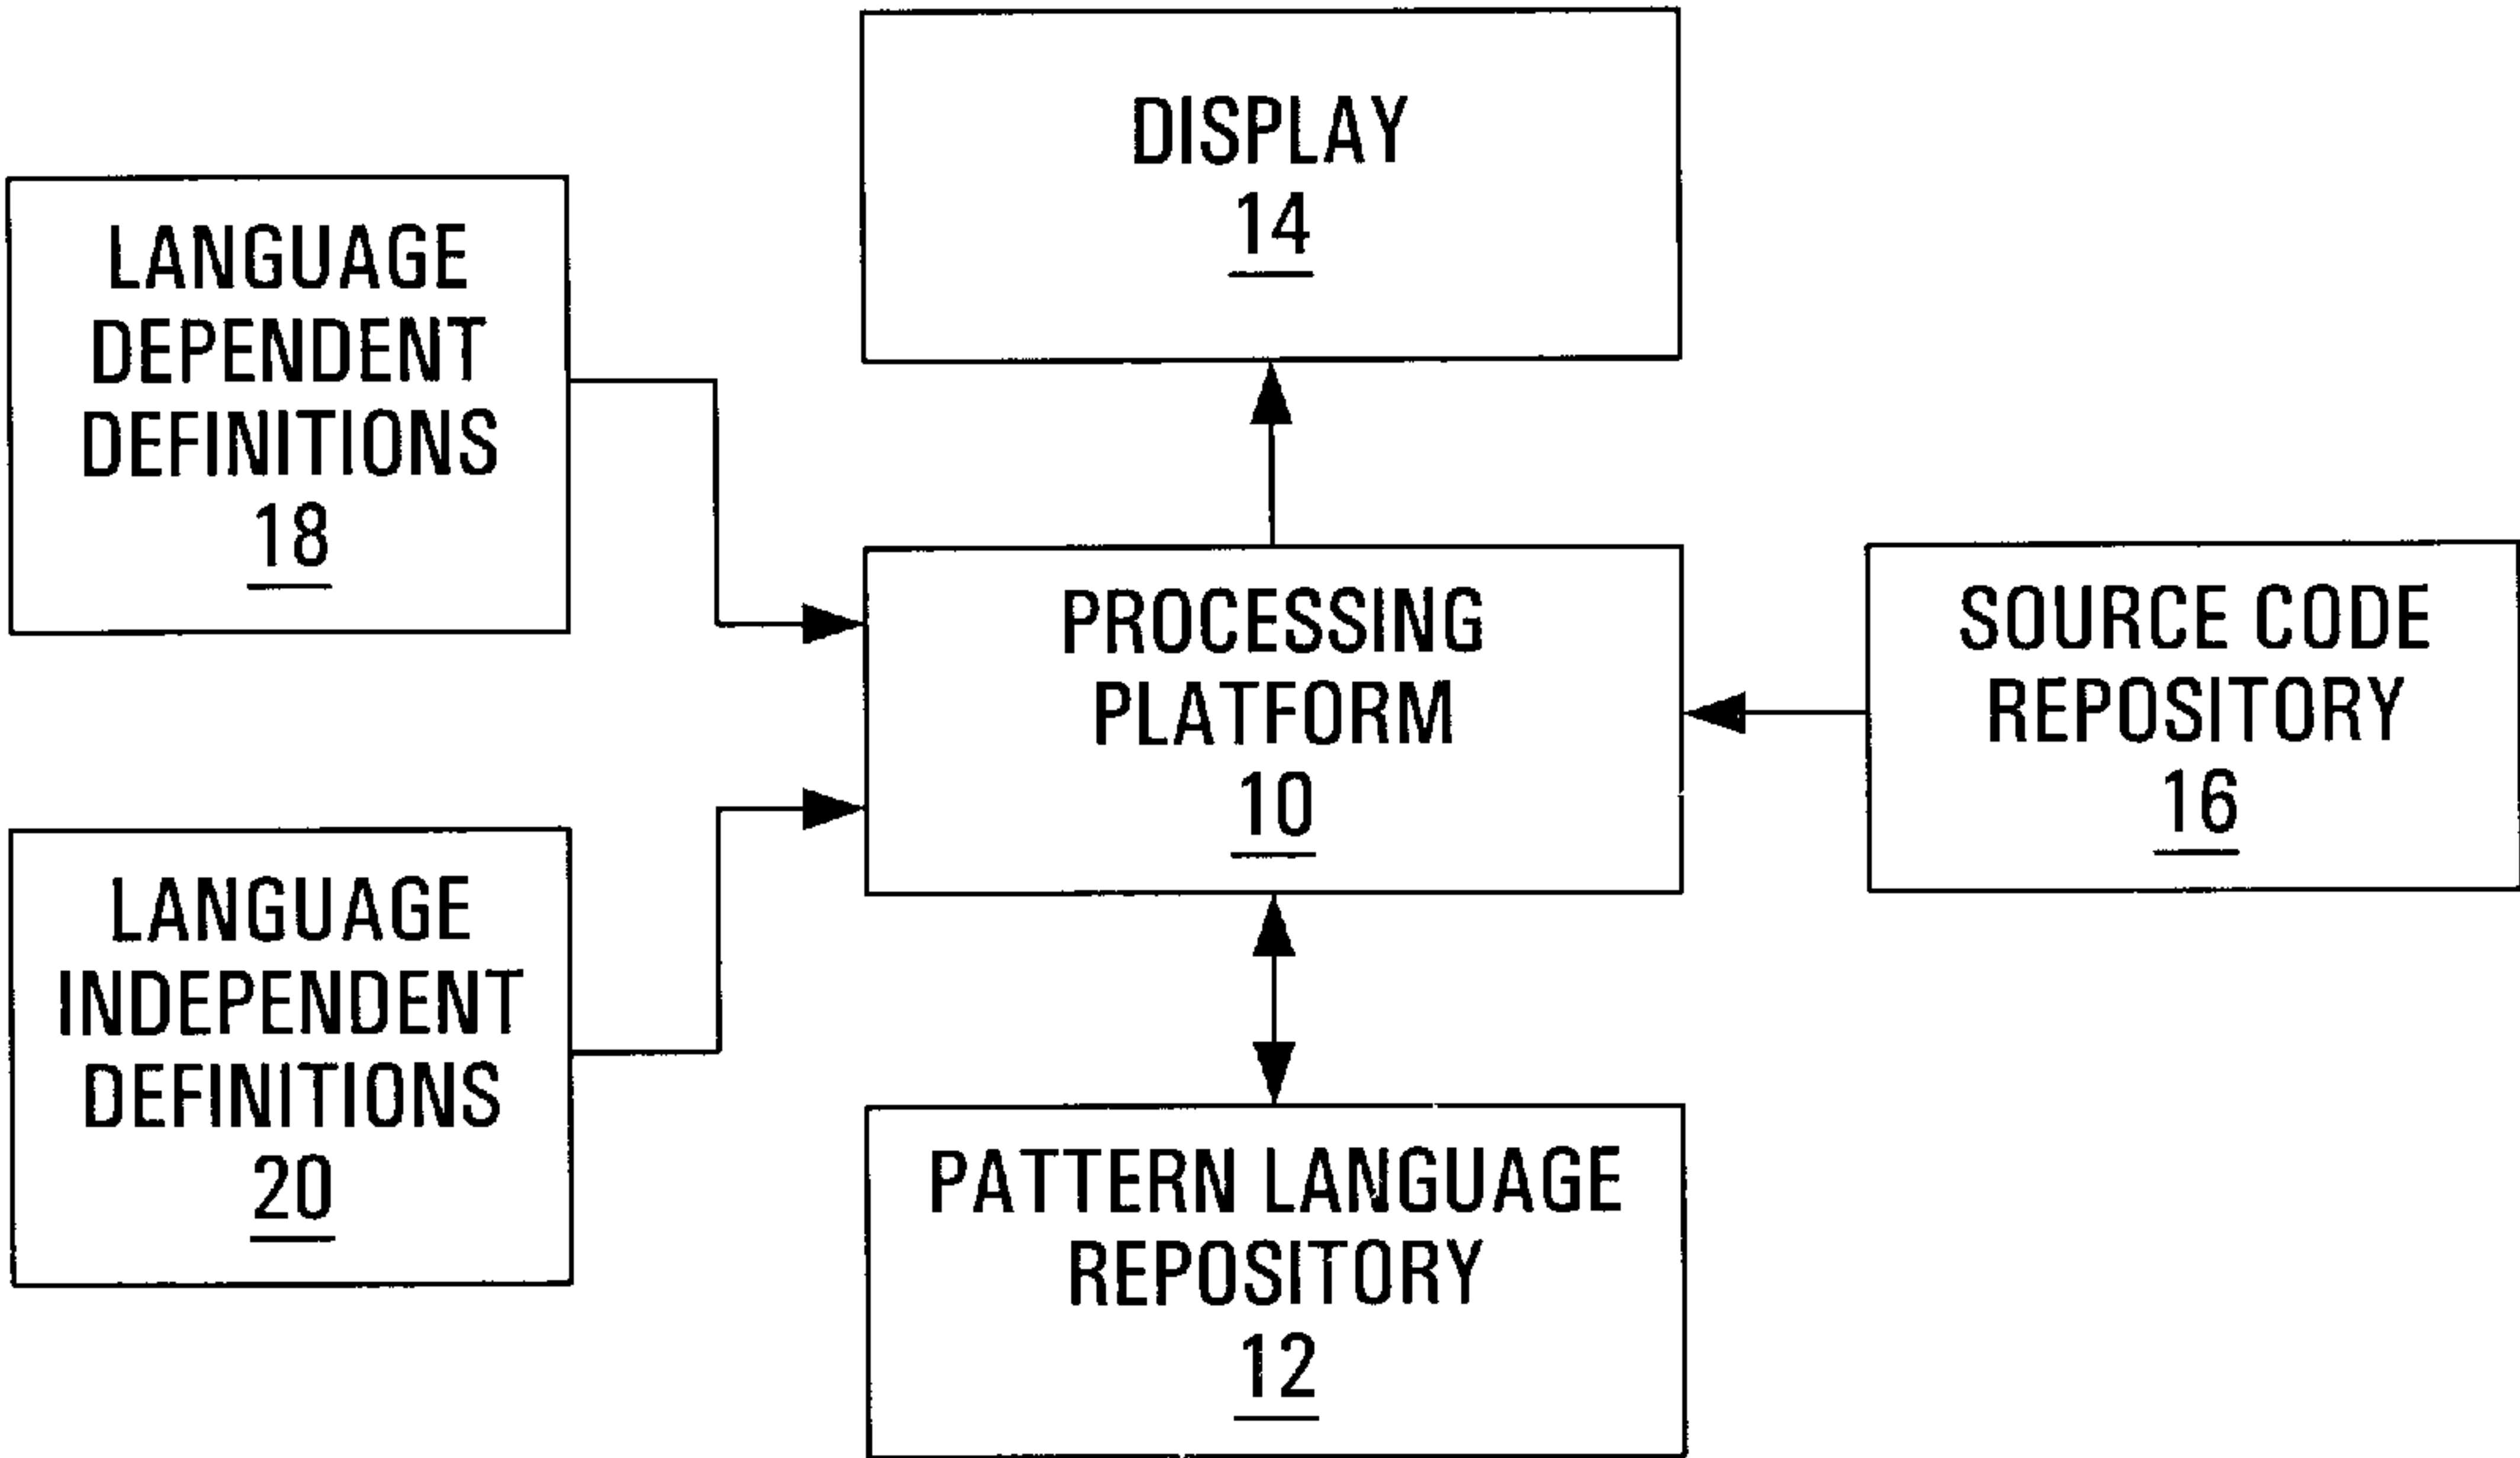 DISPLAY
14
LANGUAGE
DEPENDENT
DEFINITIONS
18
PROCESSING
PLATFORM
10
SOURCE CODE
REPOSITORY
16
LANGUAGE
INDEPENDENT
DEFINITIONS
20
PATTERN LANGUAGE
REPOSITORY
12